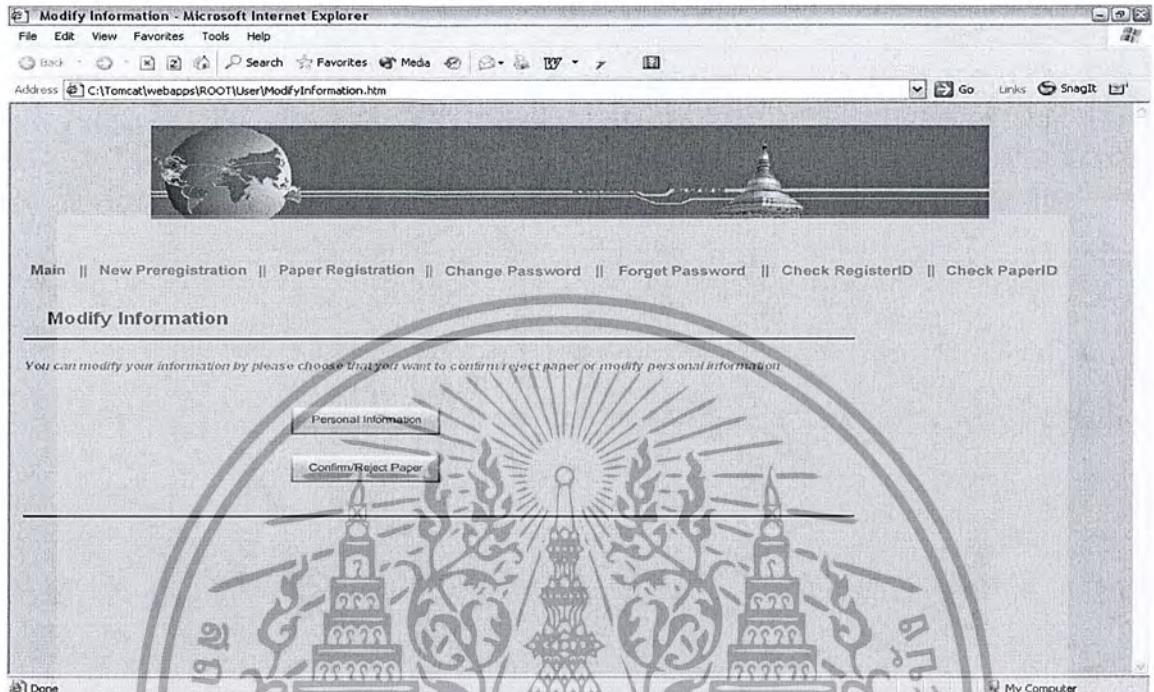 Modify Information - Microsoft Internet Explorer
File Edit View Favorites Tools Help
Back Search Favorites Media
Address C:\Tomcat\webapps\ROOT\User\ModifyInformation.htm Go Links SnagIt
Main || New Preregistration || Paper Registration || Change Password || Forget Password || Check RegisterID || Check PaperID
Modify Information
You can modify your information by please choose that you want to confirm/reject paper or modify personal information
Personal Information
Confirm/Reject Paper
Done My Computer